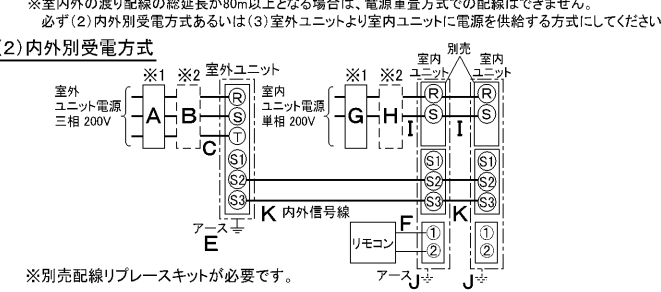 ※室内外の渡り配線の総延長が80m以上となる場合は、電源重畳方式での配線はできません。
必ず(2)内外別受電方式あるいは(3)室外ユニットより室内ユニットに電源を供給する方式にしてください
(2)内外別受電方式
別売
※1 ※2 室外ユニット ※1 ※2 室内ユニット 室内ユニット
室外
ユニット電源
三相 200V
A B C
R
S
T
S1
S2
S3
室内
ユニット電源
単相 200V
G H I I
R R
S S
S1 S1
S2 S2
S3 S3
K 内外信号線 K
アース
E
リモコン
F
① ①
② ②
アース J J
※別売配線リプレースキットが必要です。